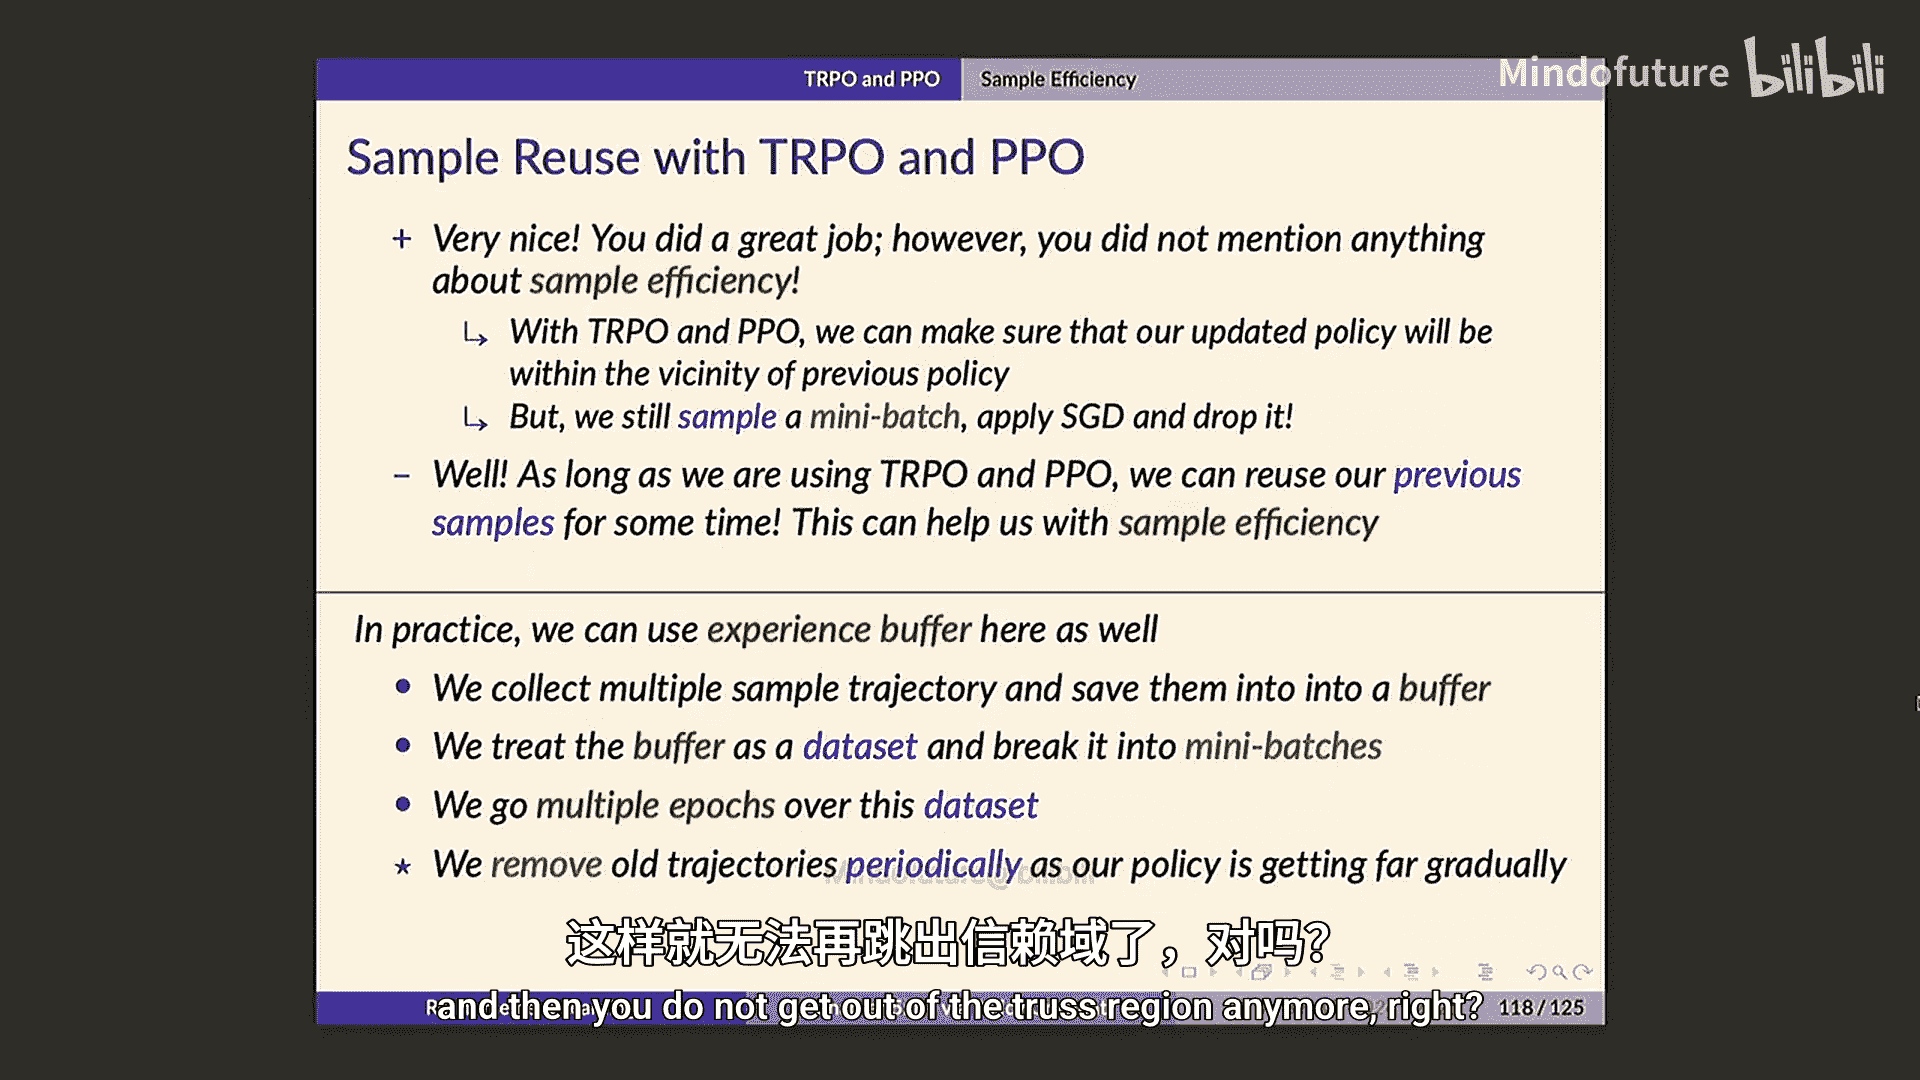 TRPO and PPO
Sample Efficiency
Mindofuture bilibili
Sample Reuse with TRPO and PPO
+ Very nice! You did a great job; however, you did not mention anything
about sample efficiency!
↳ With TRPO and PPO, we can make sure that our updated policy will be
within the vicinity of previous policy
↳ But, we still sample a mini-batch, apply SGD and drop it!
– Well! As long as we are using TRPO and PPO, we can reuse our previous
samples for some time! This can help us with sample efficiency
In practice, we can use experience buffer here as well
• We collect multiple sample trajectory and save them into into a buffer
• We treat the buffer as a dataset and break it into mini-batches
• We go multiple epochs over this dataset
⋆ We remove old trajectories periodically as our policy is getting far gradually
这样就无法再跳出信赖域了，对吗？
and then you do not get out of the truss region anymore, right?
118 / 125